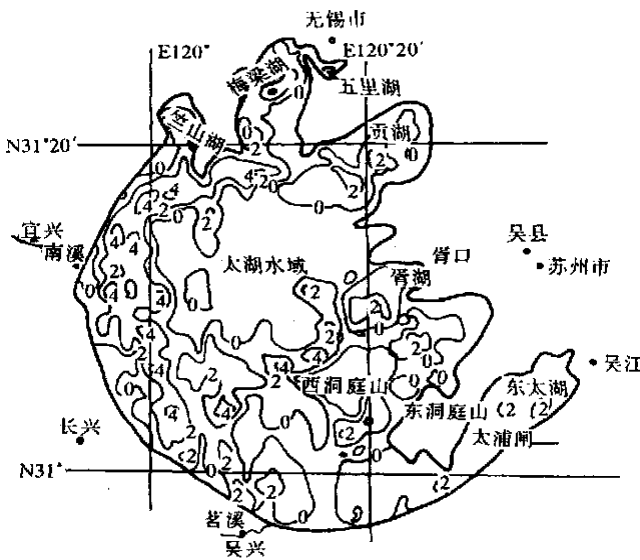 无锡市
E120°
E120°20′
梅梁湖
五里湖
竺山湖
贡湖
N31°20′
宜兴
南溪
太湖水域
胥口
胥湖
吴县
苏州市
吴江
西洞庭山
东洞庭山
东太湖
太浦闸
长兴
N31°
苕溪
吴兴
0
2
4